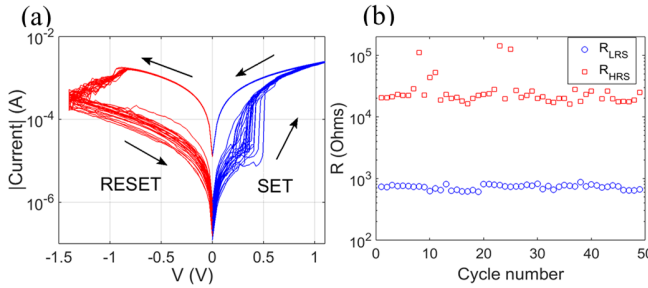 (a)
10^-2
10^-4
10^-6
|Current| (A)
RESET
SET
-1.5
-1
-0.5
0
0.5
1
V (V)
(b)
10^5
10^4
10^3
10^2
R (Ohms)
R_LRS
R_HRS
0
10
20
30
40
50
Cycle number